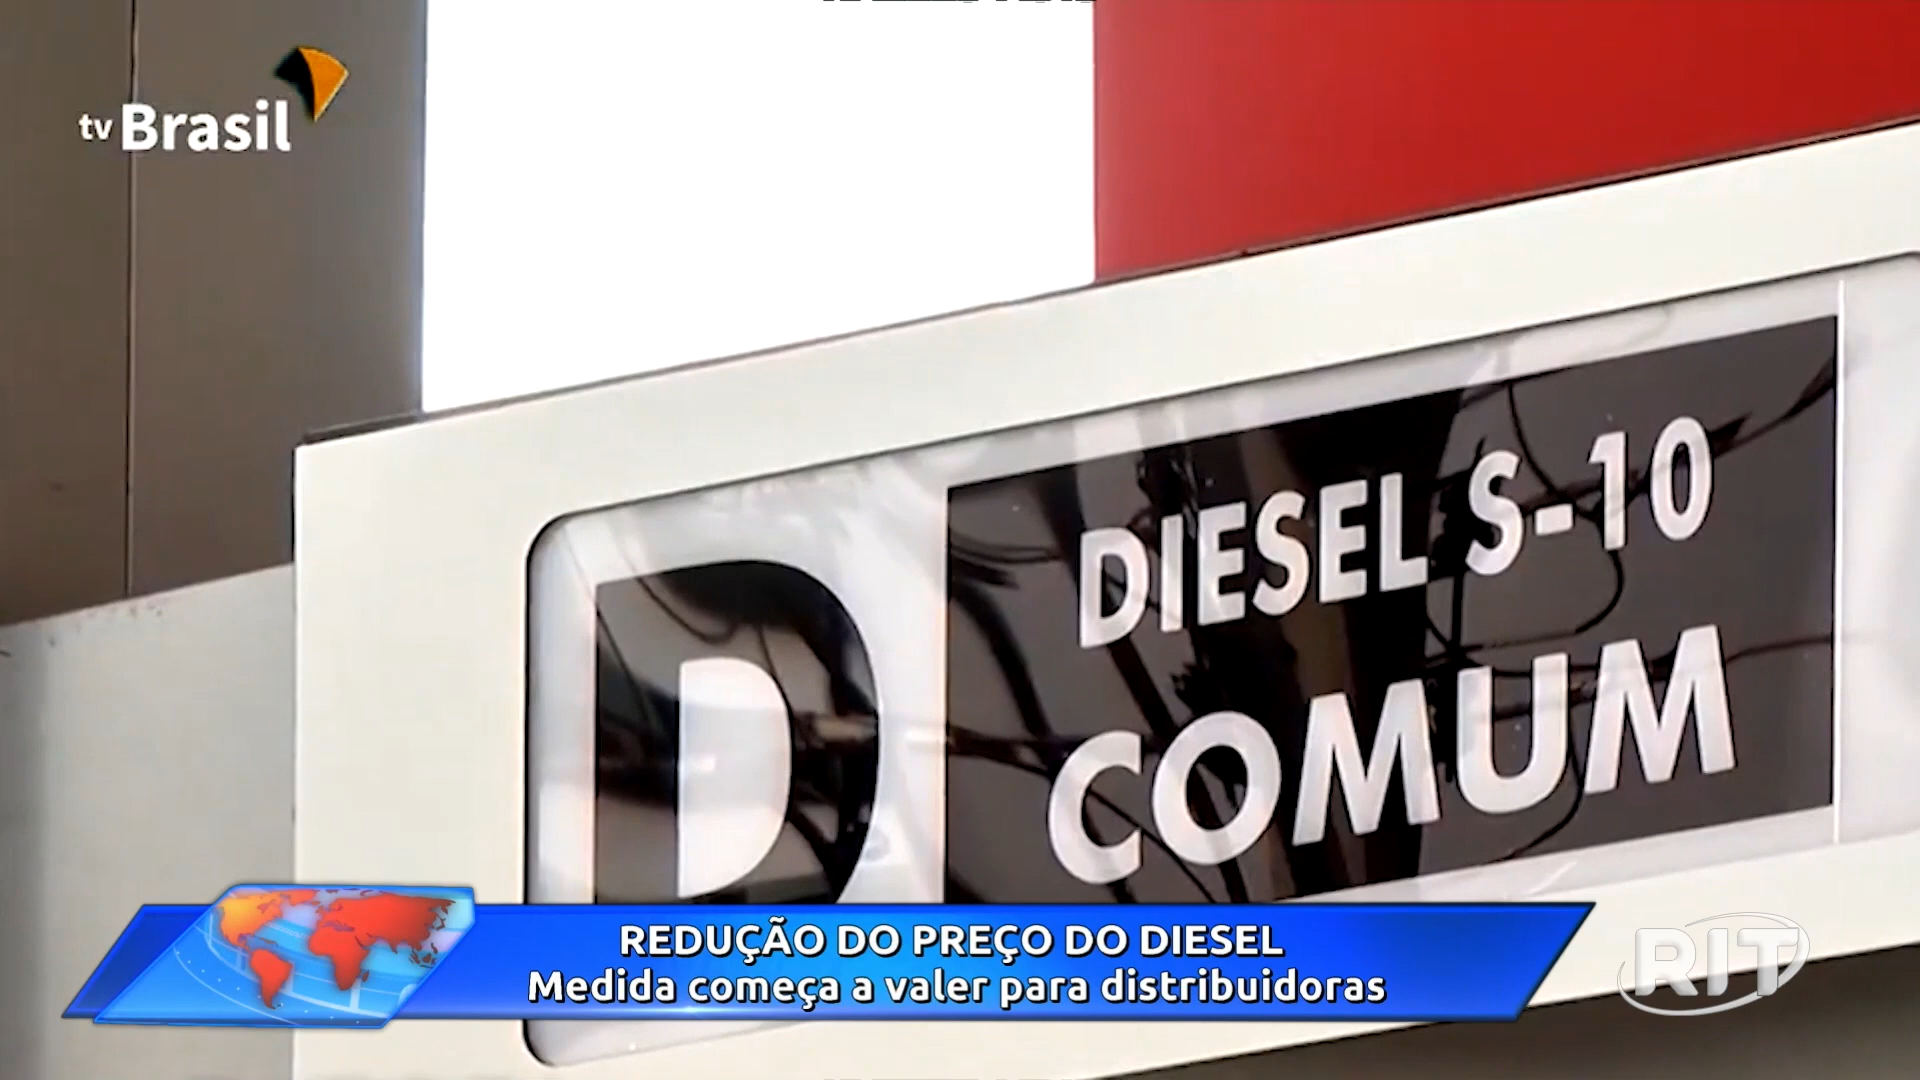 tv Brasil
DIESEL S-10
COMUM
D
REDUÇÃO DO PREÇO DO DIESEL
Medida começa a valer para distribuidoras
RIT